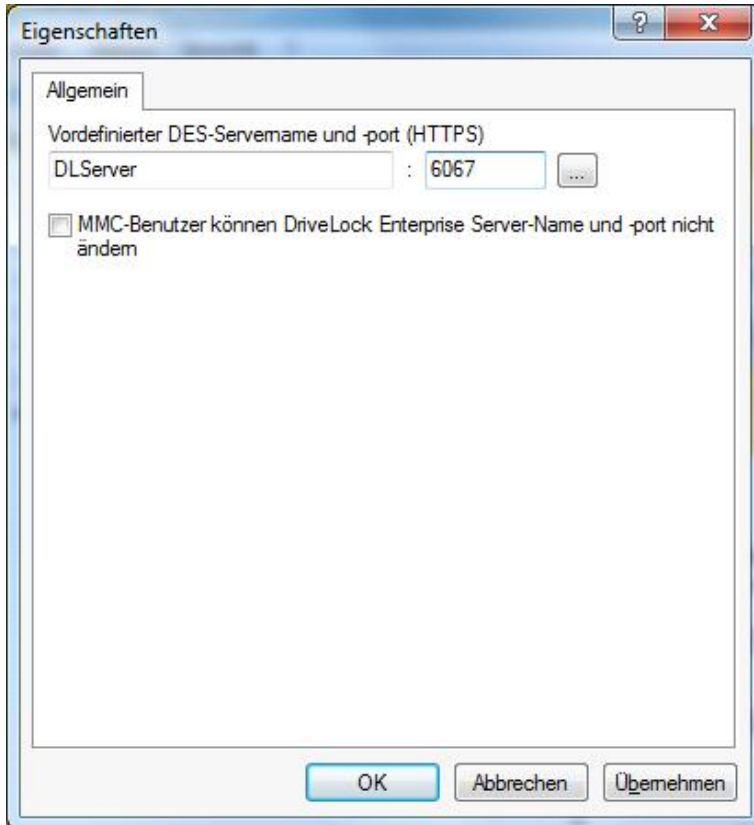 Eigenschaften
Allgemein
Vordefinierter DES-Servername und -port (HTTPS)
DLServer : 6067 ...
MMC-Benutzer können DriveLock Enterprise Server-Name und -port nicht
ändern
OK Abbrechen Übernehmen